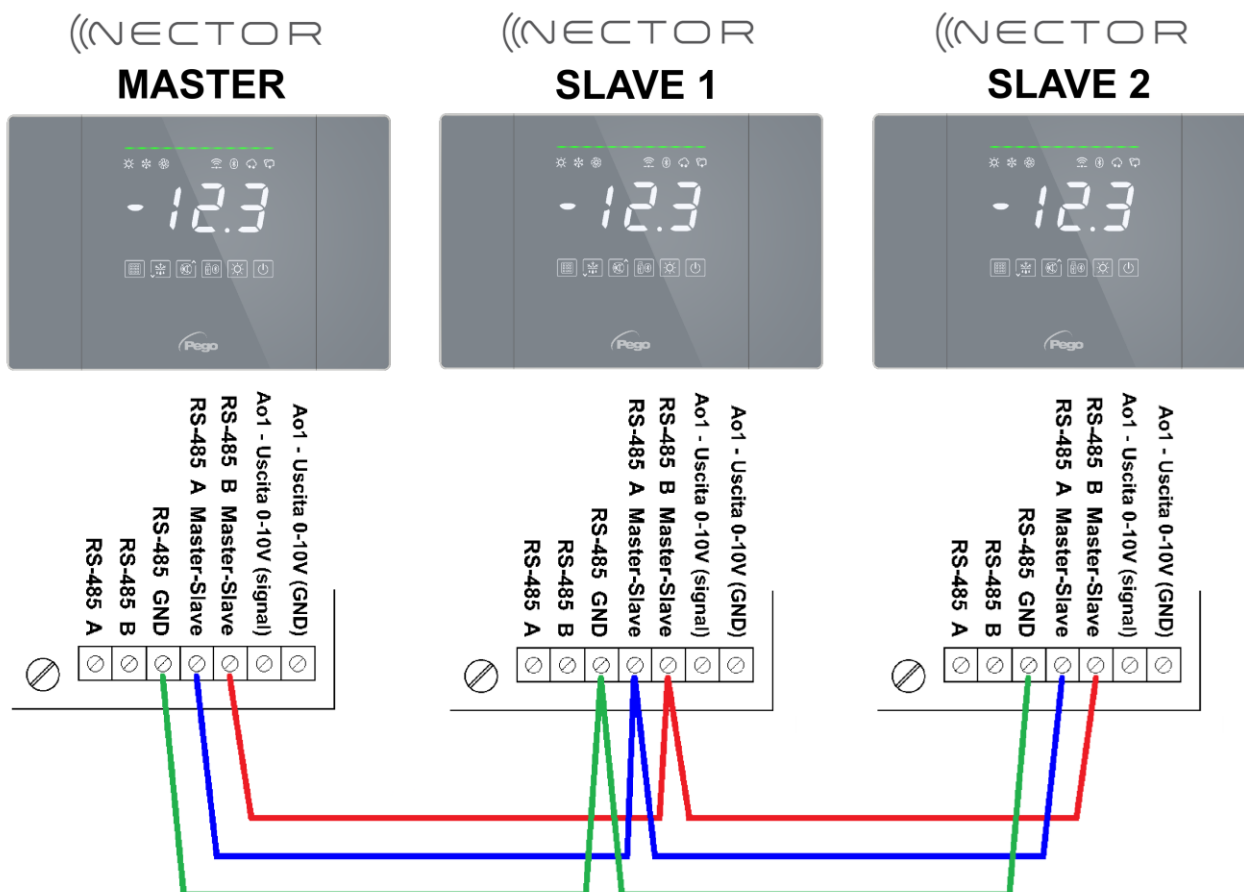 NECTOR
MASTER
NECTOR
SLAVE 1
NECTOR
SLAVE 2
-12.3
Pego
-12.3
Pego
-12.3
Pego
RS-485 A
RS-485 B
RS-485 GND
RS-485 A Master-Slave
RS-485 B Master-Slave
Ao1 - Uscita 0-10V (signal)
Ao1 - Uscita 0-10V (GND)
RS-485 A
RS-485 B
RS-485 GND
RS-485 A Master-Slave
RS-485 B Master-Slave
Ao1 - Uscita 0-10V (signal)
Ao1 - Uscita 0-10V (GND)
RS-485 A
RS-485 B
RS-485 GND
RS-485 A Master-Slave
RS-485 B Master-Slave
Ao1 - Uscita 0-10V (signal)
Ao1 - Uscita 0-10V (GND)